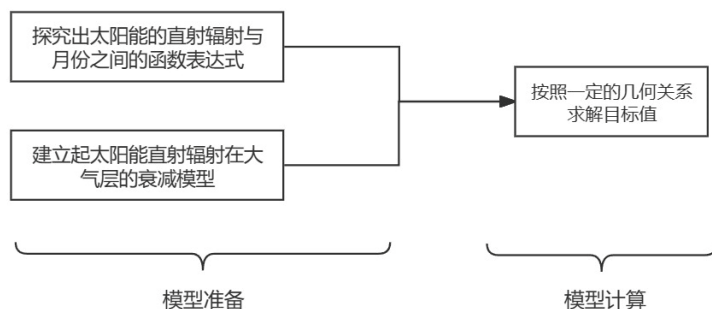 探究出太阳能的直射辐射与
月份之间的函数表达式
按照一定的几何关系
求解目标值
建立起太阳能直射辐射在大
气层的衰减模型
模型准备
模型计算